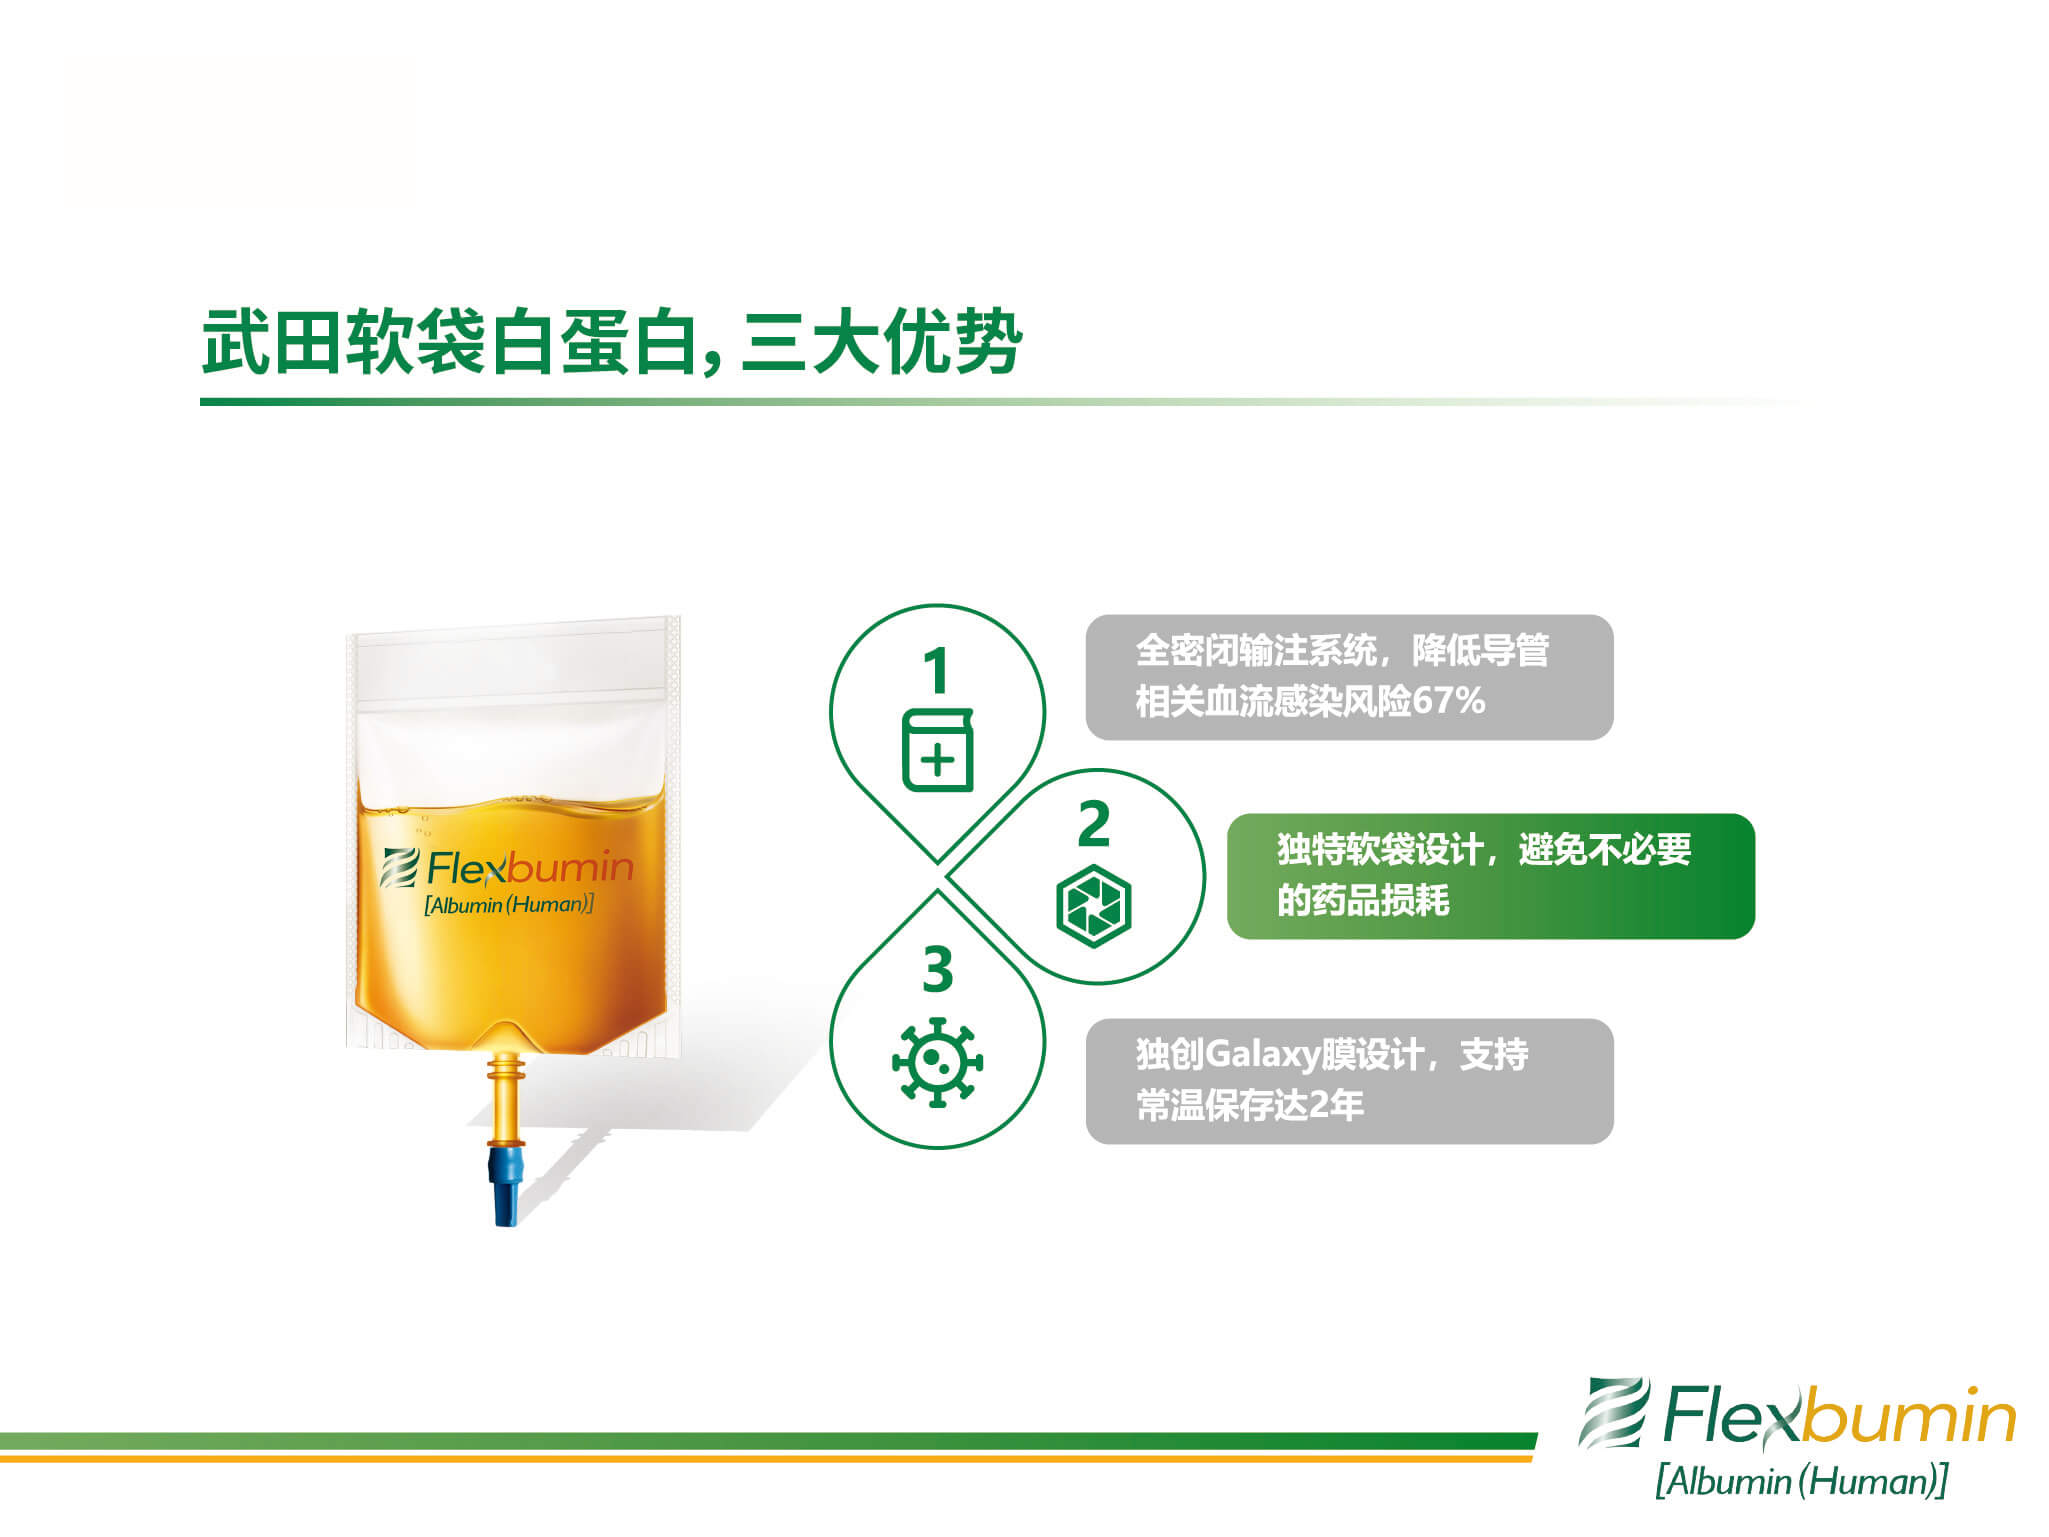 武田软袋白蛋白，三大优势
Flexbumin
[Albumin (Human)]
1
全密闭输注系统，降低导管
相关血流感染风险67%
2
独特软袋设计，避免不必要
的药品损耗
3
独创Galaxy膜设计，支持
常温保存达2年
Flexbumin
[Albumin (Human)]